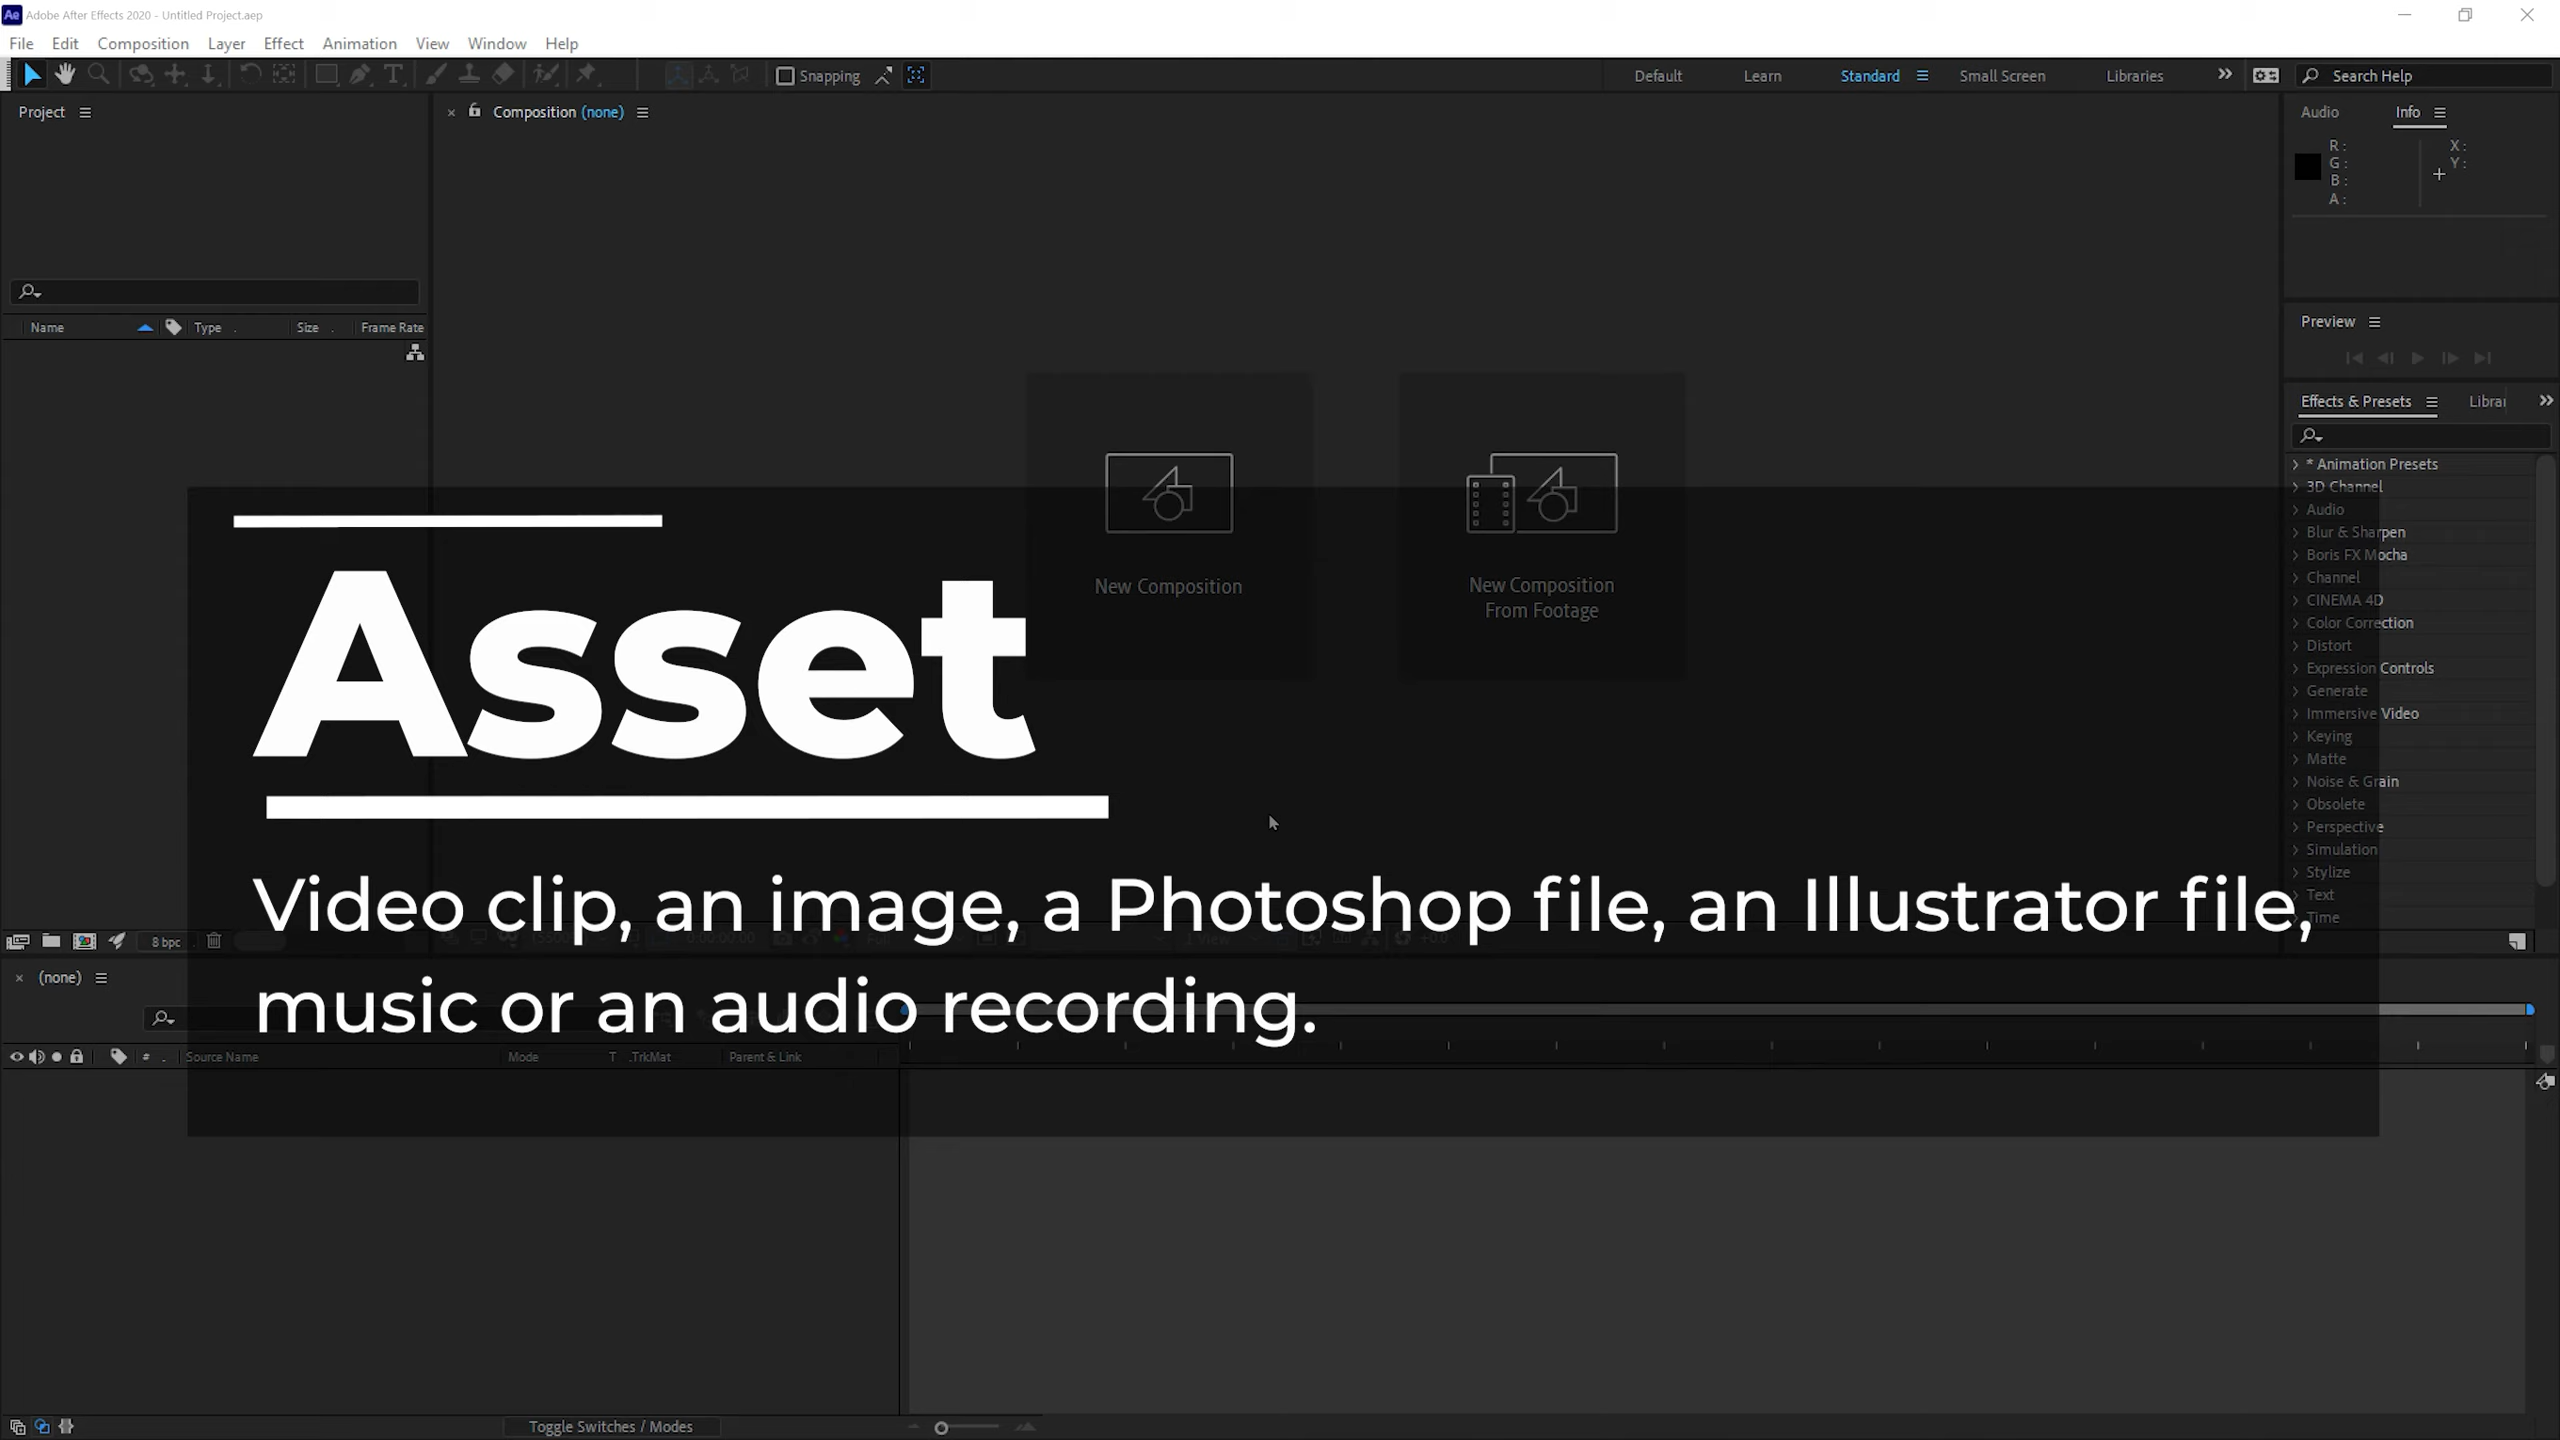 Adobe After Effects 2020 - Untitled Project.aep
File Edit Composition Layer Effect Animation View Window Help
Snapping
Default Learn Standard Small Screen Libraries
Search Help
Project
Composition (none)
Audio Info
R :
G :
B :
A :
X :
Y :
Name Type Size Frame Rate
Preview
New Composition
New Composition
From Footage
Effects & Presets Librar
* Animation Presets
3D Channel
Audio
Blur & Sharpen
Boris FX Mocha
Channel
CINEMA 4D
Color Correction
Distort
Expression Controls
Generate
Immersive Video
Keying
Matte
Noise & Grain
Obsolete
Perspective
Simulation
Stylize
Text
Time
Asset
Video clip, an image, a Photoshop file, an Illustrator file,
music or an audio recording.
8 bpc
(none)
# Source Name Mode T .TrkMat Parent & Link
Toggle Switches / Modes